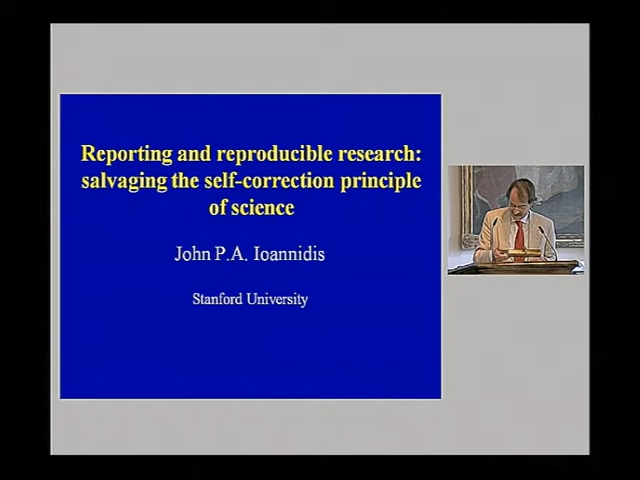 Reporting and reproducible research:
salvaging the self-correction principle
of science
John P.A. Ioannidis
Stanford University